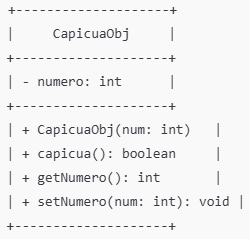 +-------------------+
|     CapicuaObj
+-------------------+
| - numero: int      |
+-------------------+
| + CapicuaObj(num: int)   |
| + capicua(): boolean     |
| + getNumero(): int       |
| + setNumero(num: int): void |
+-------------------+